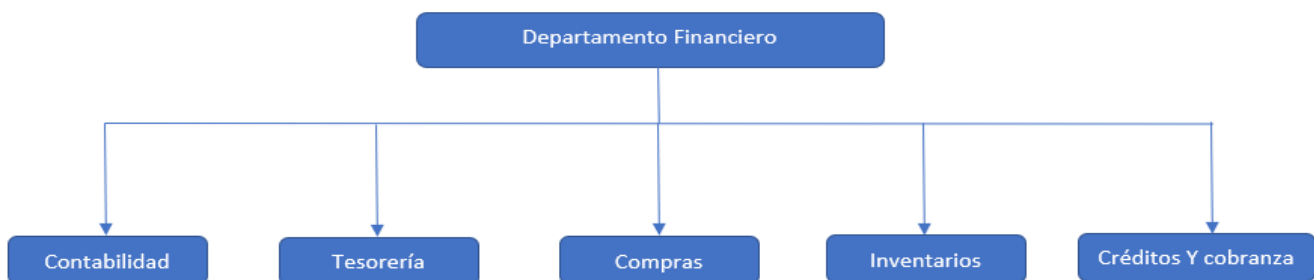 Departamento Financiero
Contabilidad
Tesorería
Compras
Inventarios
Créditos Y cobranza